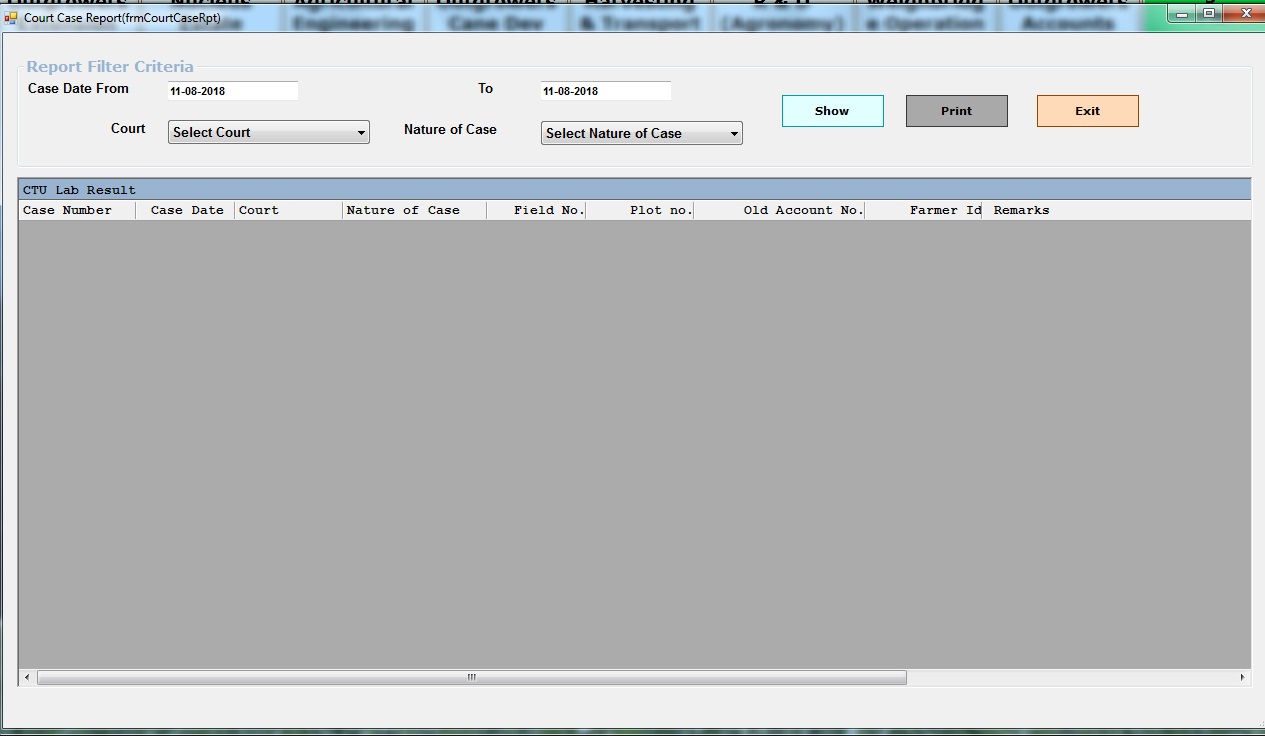 Estate Engineering Cane Dev & Transport (Agronomy) e Operation Accounts
Court Case Report(frmCourtCaseRpt)
Report Filter Criteria
Case Date From 11-08-2018 To 11-08-2018
Show Print Exit
Court Select Court Nature of Case Select Nature of Case
CTU Lab Result
Case Number Case Date Court Nature of Case Field No. Plot no. Old Account No. Farmer Id Remarks